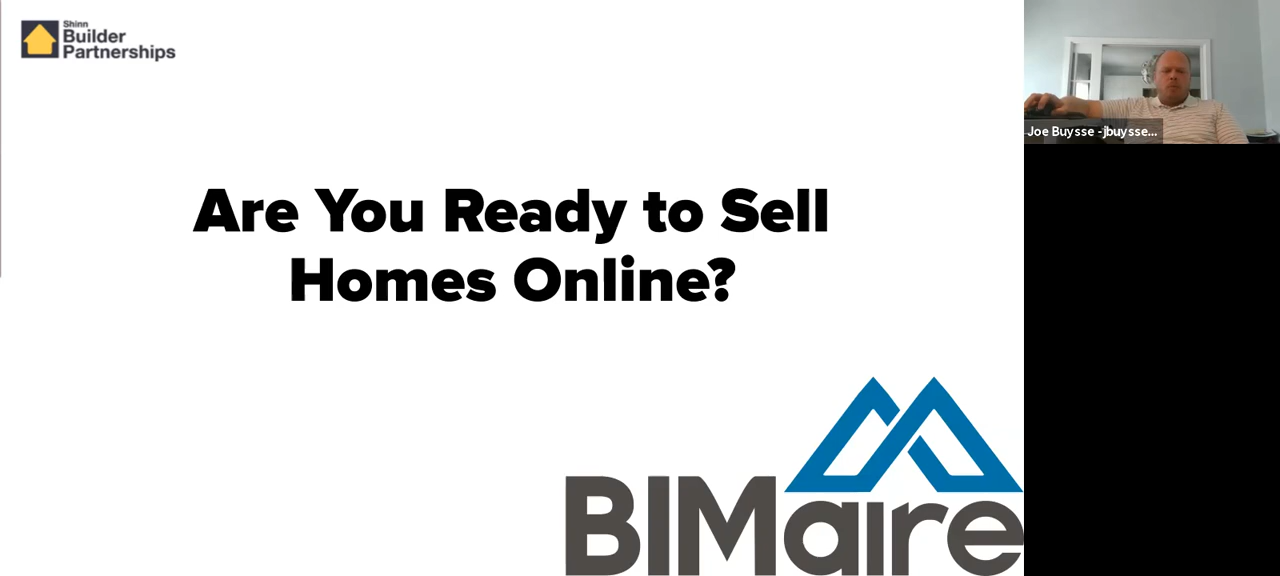 Shinn
Builder
Partnerships
Joe Buysse -jbuysse...
Are You Ready to Sell
Homes Online?
BIMaire